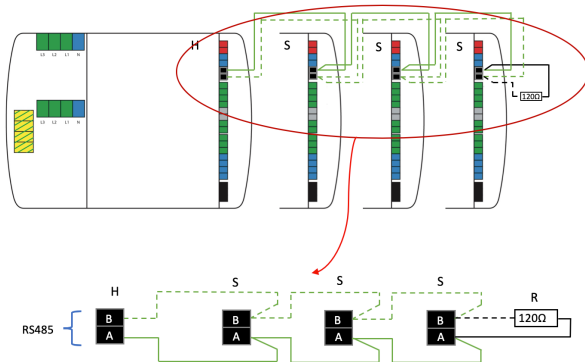 H S S S
L3 L2 L1 N
L3 L2 L1 N
120Ω
H S S S R
RS485
B B B B 120Ω
A A A A